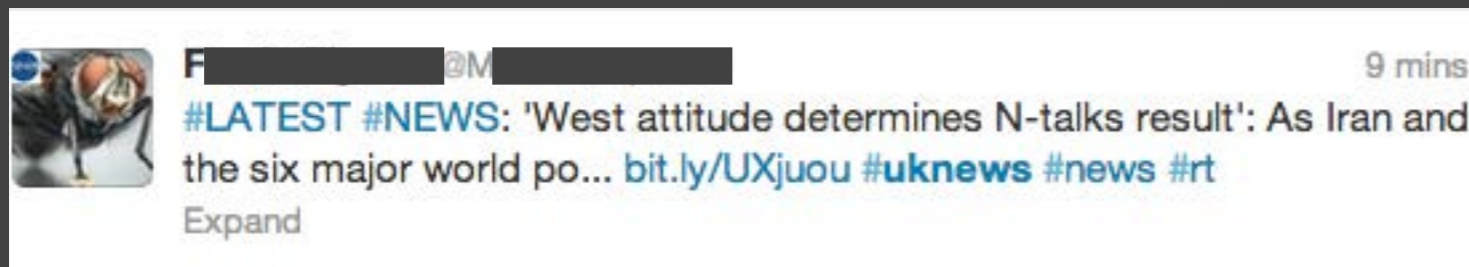 F @M 9 mins
#LATEST #NEWS: 'West attitude determines N-talks result': As Iran and
the six major world po... bit.ly/UXjuou #uknews #news #rt
Expand